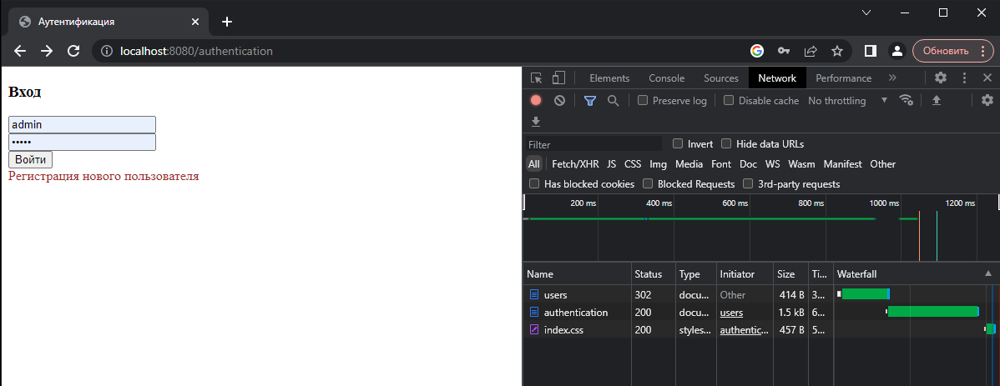 Аутентификация
localhost:8080/authentication
Обновить
Вход
admin
•••••
Войти
Регистрация нового пользователя
Elements Console Sources Network Performance »
Preserve log Disable cache No throttling
Filter
Invert Hide data URLs
All Fetch/XHR JS CSS Img Media Font Doc WS Wasm Manifest Other
Has blocked cookies Blocked Requests 3rd-party requests
200 ms 400 ms 600 ms 800 ms 1000 ms 1200 ms
Name Status Type Initiator Size Ti... Waterfall
users 302 docu... Other 414 B 3...
authentication 200 docu... users 1.5 kB 6...
index.css 200 styles... authentic... 457 B 5...